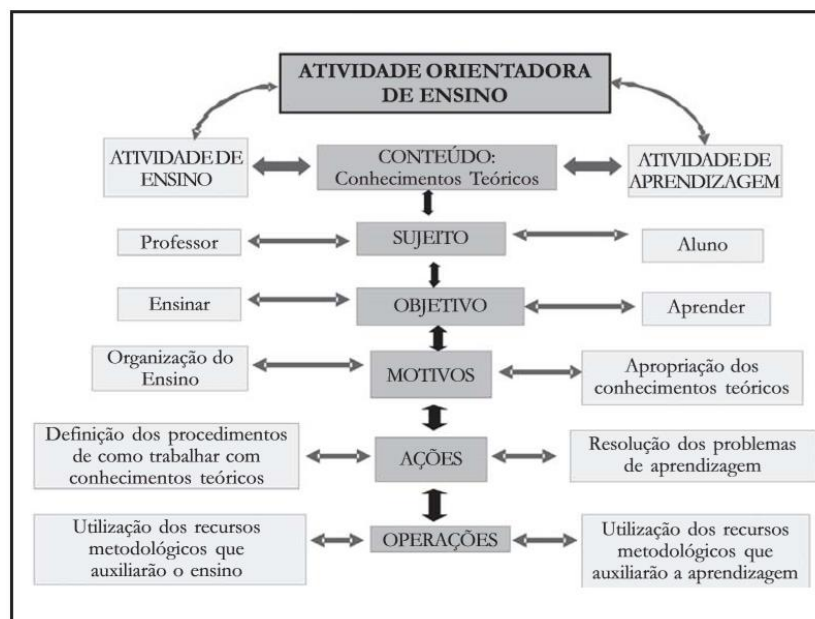 ATIVIDADE ORIENTADORA
DE ENSINO
ATIVIDADE DE
ENSINO
CONTEÚDO:
Conhecimentos Teóricos
ATIVIDADE DE
APRENDIZAGEM
Professor
SUJEITO
Aluno
Ensinar
OBJETIVO
Aprender
Organização do
Ensino
MOTIVOS
Apropriação dos
conhecimentos teóricos
Definição dos procedimentos
de como trabalhar com
conhecimentos teóricos
AÇÕES
Resolução dos problemas
de aprendizagem
Utilização dos recursos
metodológicos que
auxiliarão o ensino
OPERAÇÕES
Utilização dos recursos
metodológicos que
auxiliarão a aprendizagem